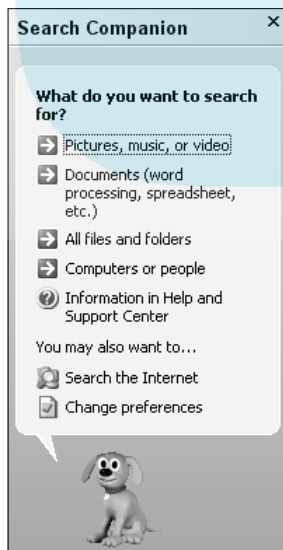 Search Companion
What do you want to search
for?
Pictures, music, or video
Documents (word
processing, spreadsheet,
etc.)
All files and folders
Computers or people
Information in Help and
Support Center
You may also want to...
Search the Internet
Change preferences